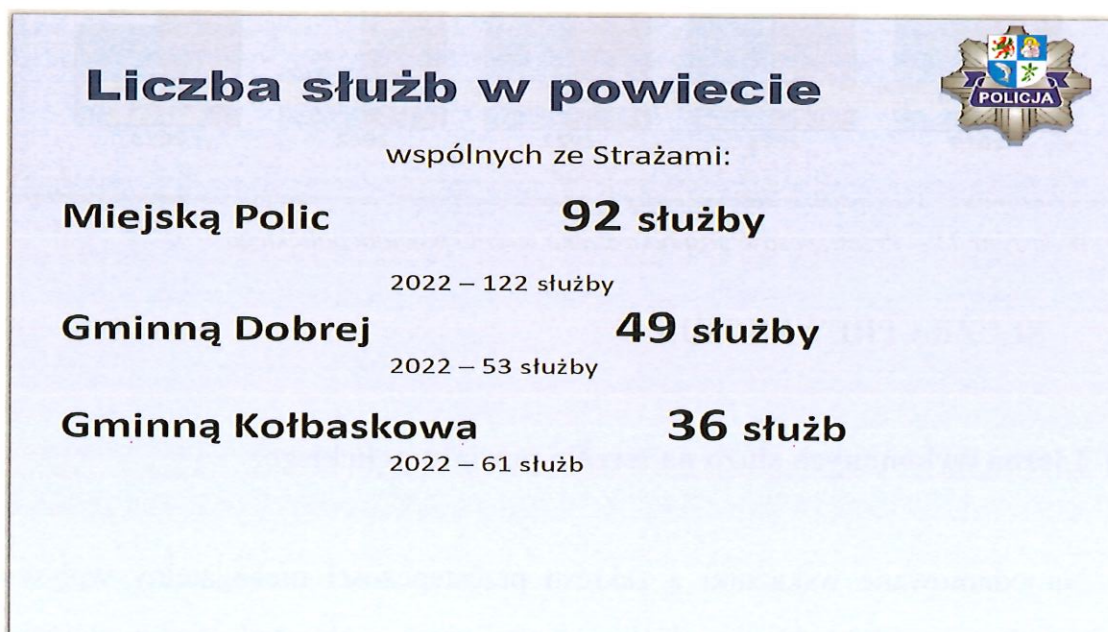 Liczba służb w powiecie
POLICJA
wspólnych ze Strażami:
Miejską Polic 92 służby
2022 – 122 służby
Gminną Dobrej 49 służby
2022 – 53 służby
Gminną Kołbaskowa 36 służb
2022 – 61 służb